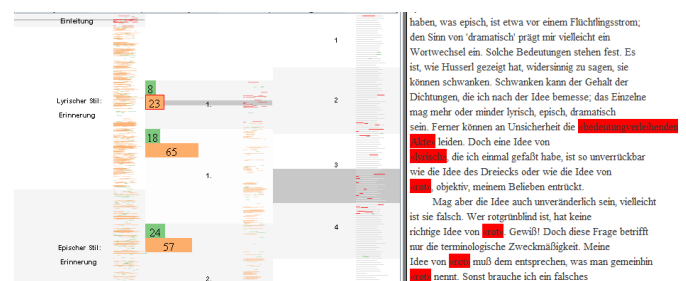 Einleitung
1
8
23
1.
2
Lyrischer Stil:
Erinnerung
18
65
1.
3
24
57
4
Epischer Stil:
Erinnerung
2.
haben, was episch, ist etwa vor einem Flüchtlingsstrom;
den Sinn von 'dramatisch' prägt mir vielleicht ein
Wortwechsel ein. Solche Bedeutungen stehen fest. Es
ist, wie Husserl gezeigt hat, widersinnig zu sagen, sie
können schwanken. Schwanken kann der Gehalt der
Dichtungen, die ich nach der Idee bemesse; das Einzelne
mag mehr oder minder lyrisch, episch, dramatisch
sein. Ferner können an Unsicherheit die »bedeutungverleihenden
Akte« leiden. Doch eine Idee von
»lyrisch«, die ich einmal gefaßt habe, ist so unverrückbar
wie die Idee des Dreiecks oder wie die Idee von
»rot«, objektiv, meinem Belieben entrückt.
Mag aber die Idee auch unveränderlich sein, vielleicht
ist sie falsch. Wer rotgrünblind ist, hat keine
richtige Idee von »rot«. Gewiß! Doch diese Frage betrifft
nur die terminologische Zweckmäßigkeit. Meine
Idee von »rot« muß dem entsprechen, was man gemeinhin
»rot« nennt. Sonst brauche ich ein falsches